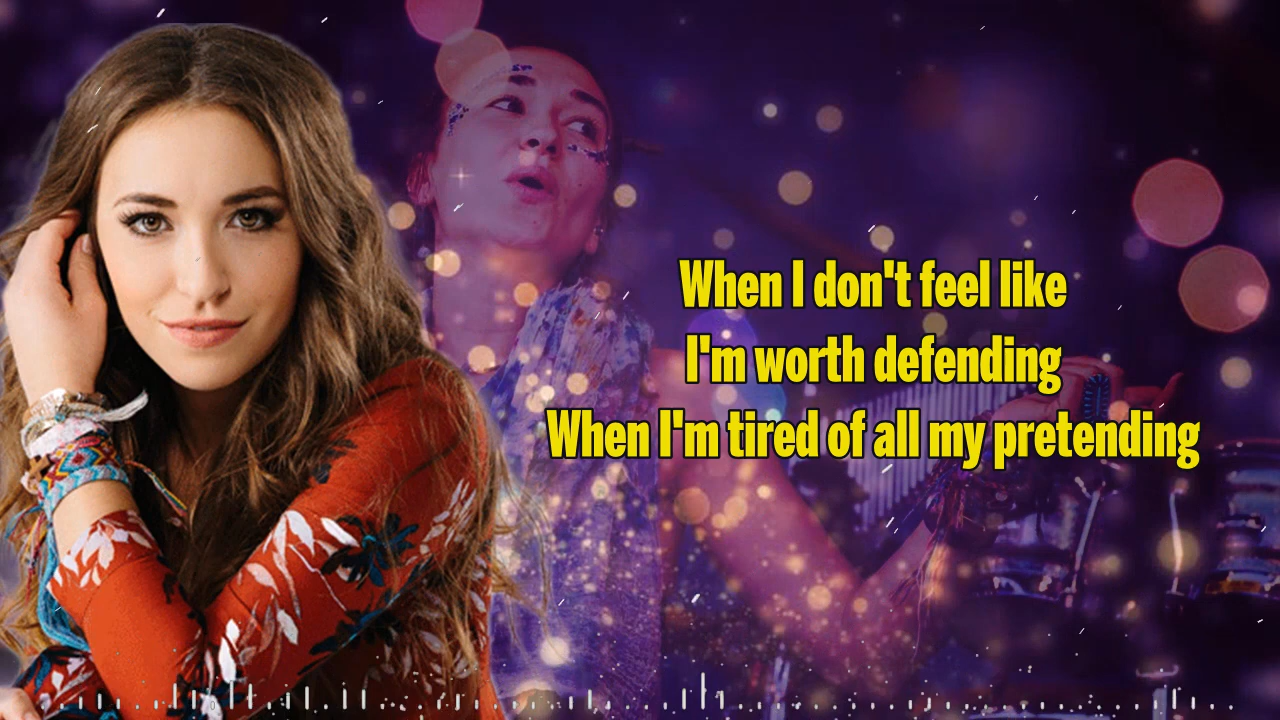 When I don't feel like
I'm worth defending
When I'm tired of all my pretending